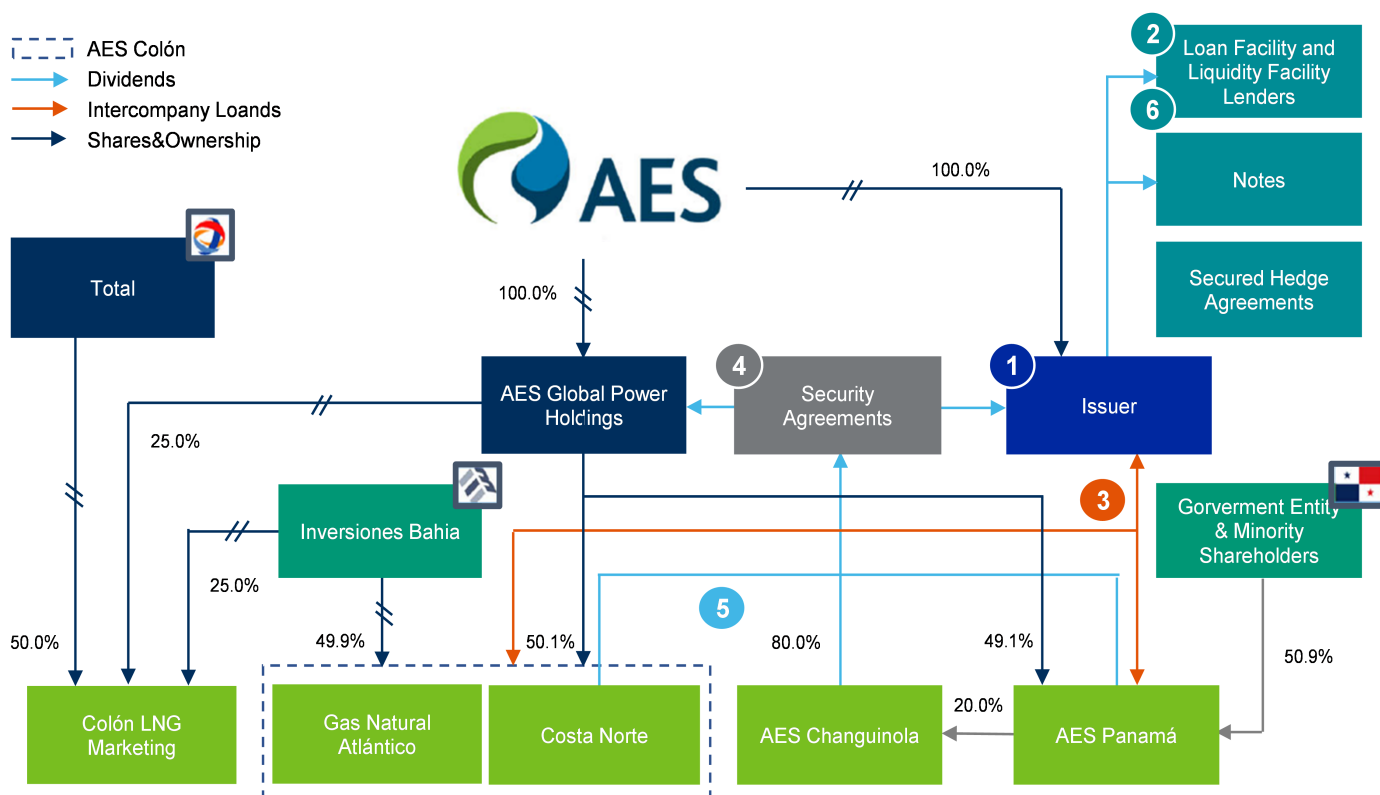 AES Colón
Dividends
Intercompany Loands
Shares&Ownership
AES
2
Loan Facility and
Liquidity Facility
Lenders
6
Notes
Secured Hedge
Agreements
100.0%
Total
100.0%
AES Global Power
Holdings
4
Security
Agreements
1
Issuer
25.0%
Inversiones Bahia
3
Gorverment Entity
& Minority
Shareholders
25.0%
5
50.0%
49.9%
50.1%
80.0%
49.1%
50.9%
Colón LNG
Marketing
Gas Natural
Atlántico
Costa Norte
AES Changuinola
20.0%
AES Panamá